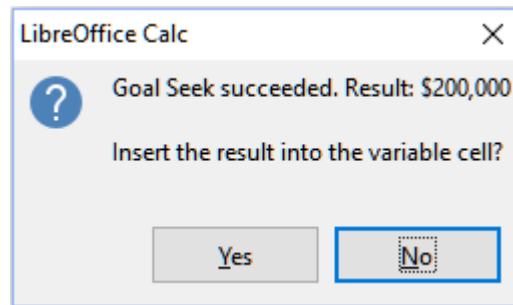 LibreOffice Calc
Goal Seek succeeded. Result: $200,000
Insert the result into the variable cell?
Yes
No